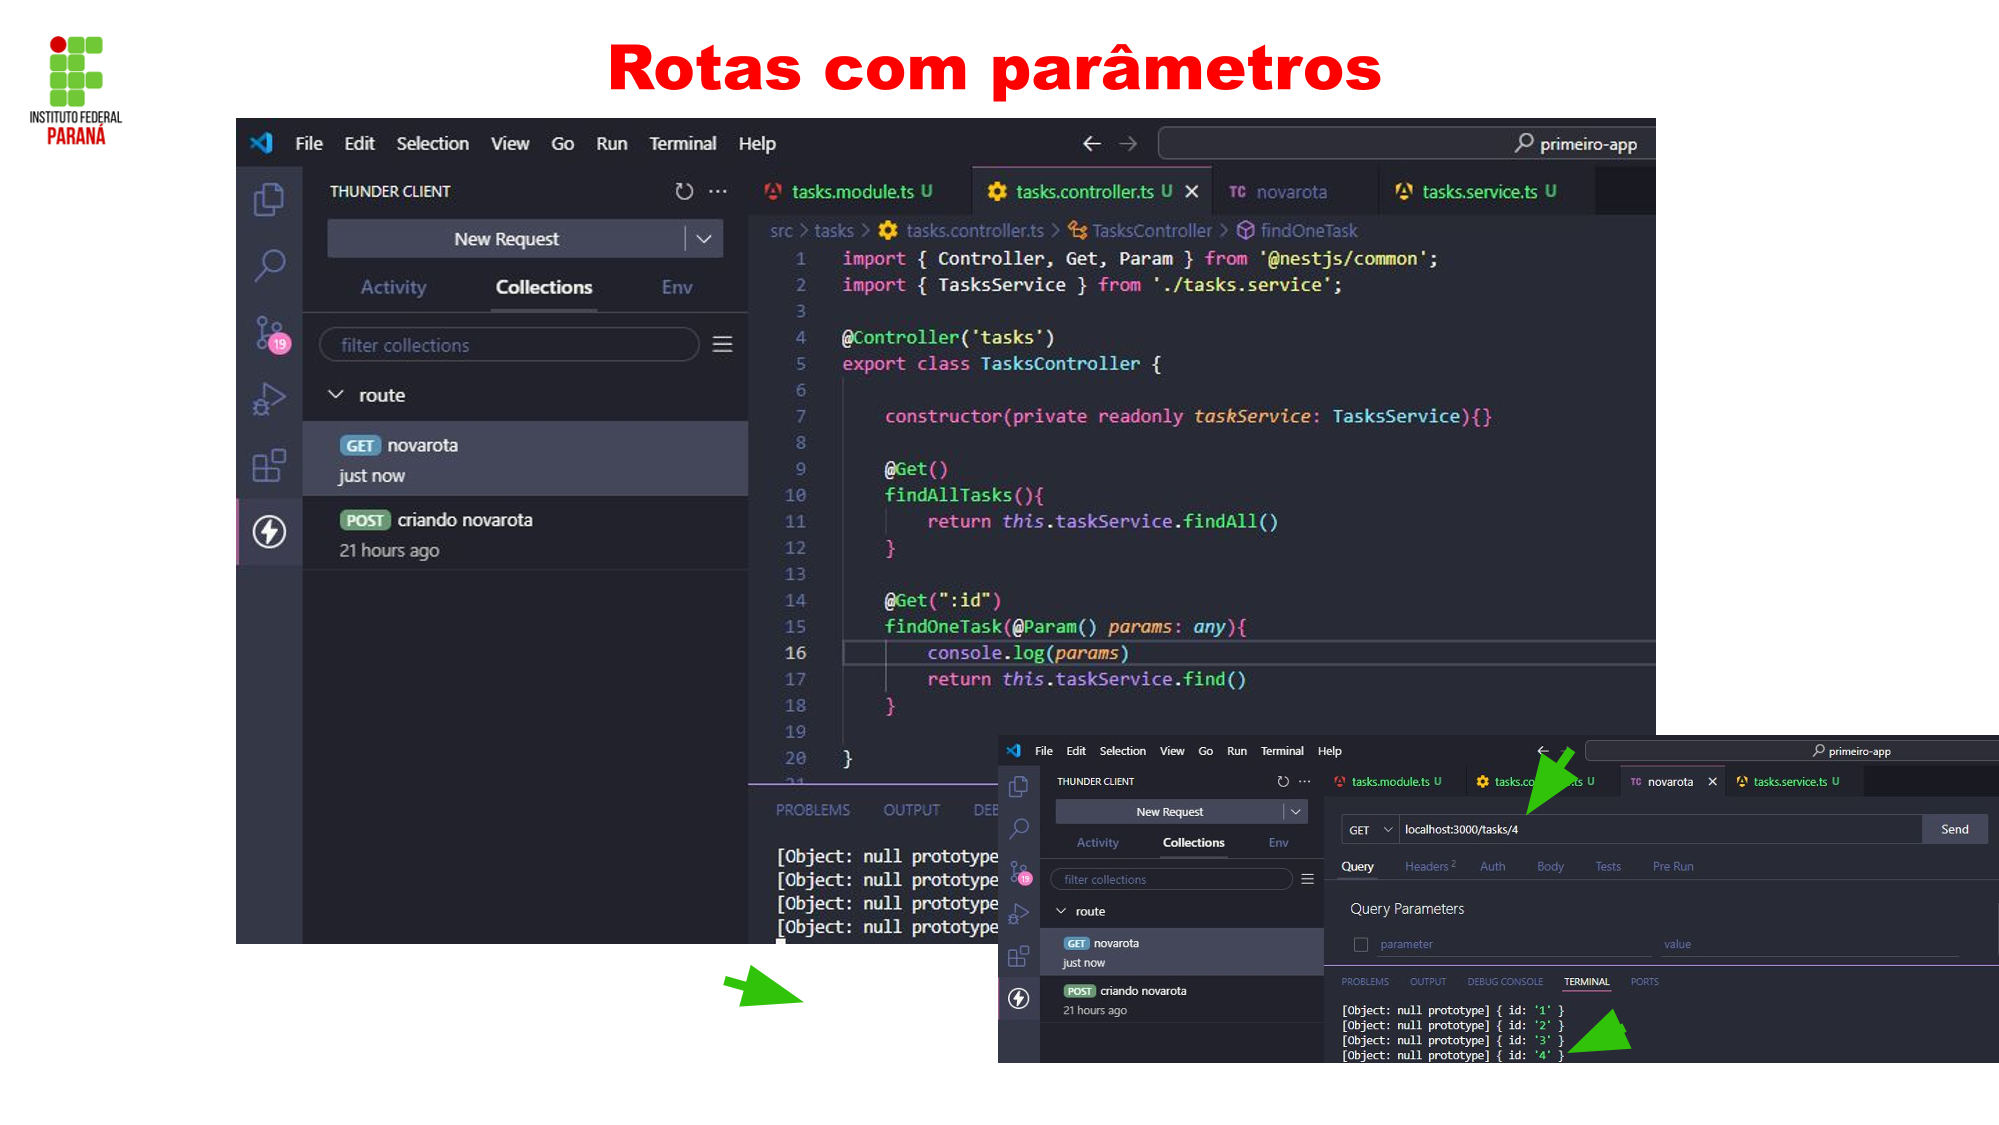 INSTITUTO FEDERAL
PARANÁ
Rotas com parâmetros
File Edit Selection View Go Run Terminal Help
primeiro-app
THUNDER CLIENT
New Request
Activity Collections Env
filter collections
route
GET novarota
just now
POST criando novarota
21 hours ago
19
tasks.module.ts U
tasks.controller.ts U
TC novarota
tasks.service.ts U
src > tasks > tasks.controller.ts > TasksController > findOneTask
1 import { Controller, Get, Param } from '@nestjs/common';
2 import { TasksService } from './tasks.service';
3
4 @Controller('tasks')
5 export class TasksController {
6
7 constructor(private readonly taskService: TasksService){}
8
9 @Get()
10 findAllTasks(){
11 return this.taskService.findAll()
12 }
13
14 @Get(":id")
15 findOneTask(@Param() params: any){
16 console.log(params)
17 return this.taskService.find()
18 }
19
20 }
21
PROBLEMS OUTPUT DEB
[Object: null prototype
[Object: null prototype
[Object: null prototype
[Object: null prototype
File Edit Selection View Go Run Terminal Help
primeiro-app
THUNDER CLIENT
New Request
Activity Collections Env
filter collections
route
GET novarota
just now
POST criando novarota
21 hours ago
19
tasks.module.ts U
tasks.co ts U
TC novarota
tasks.service.ts U
GET localhost:3000/tasks/4 Send
Query Headers 2 Auth Body Tests Pre Run
Query Parameters
parameter value
PROBLEMS OUTPUT DEBUG CONSOLE TERMINAL PORTS
[Object: null prototype] { id: '1' }
[Object: null prototype] { id: '2' }
[Object: null prototype] { id: '3' }
[Object: null prototype] { id: '4' }